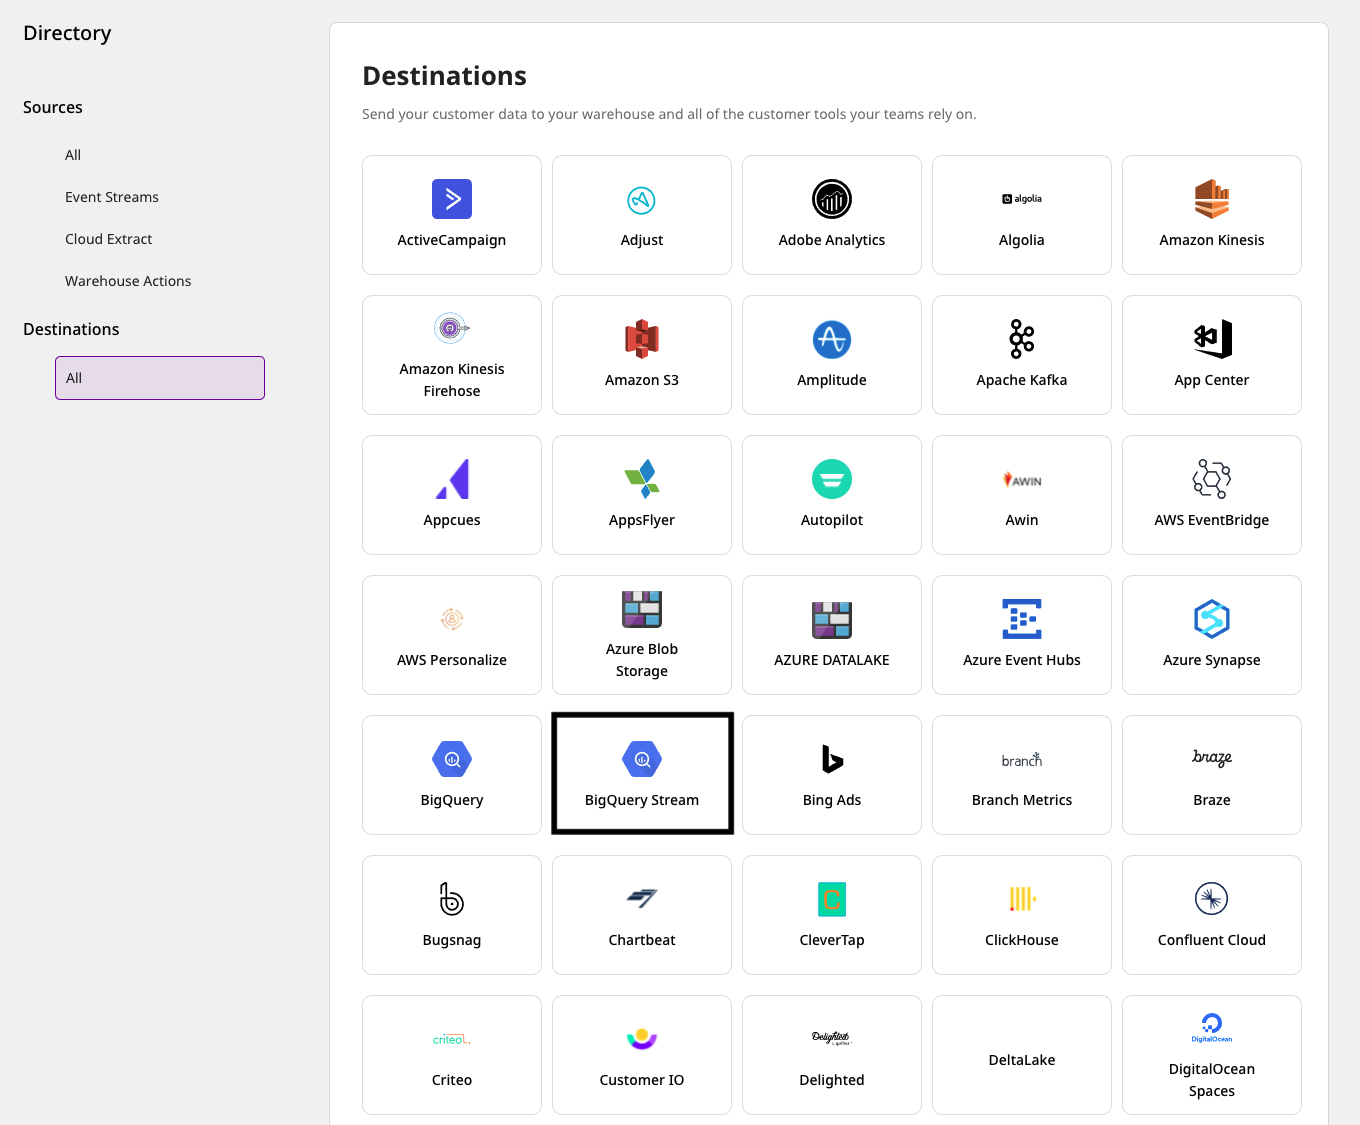 Directory
Sources
All
Event Streams
Cloud Extract
Warehouse Actions
Destinations
All
Destinations
Send your customer data to your warehouse and all of the customer tools your teams rely on.
ActiveCampaign
Adjust
Adobe Analytics
algolia
Algolia
Amazon Kinesis
Amazon Kinesis
Firehose
Amazon S3
Amplitude
Apache Kafka
App Center
Appcues
AppsFlyer
Autopilot
AWIN
Awin
AWS EventBridge
AWS Personalize
Azure Blob
Storage
AZURE DATALAKE
Azure Event Hubs
Azure Synapse
BigQuery
BigQuery Stream
Bing Ads
branch
Branch Metrics
braze
Braze
Bugsnag
Chartbeat
C
CleverTap
ClickHouse
Confluent Cloud
criteo
Criteo
Customer IO
Delighted
Delighted
DeltaLake
DigitalOcean
DigitalOcean
Spaces